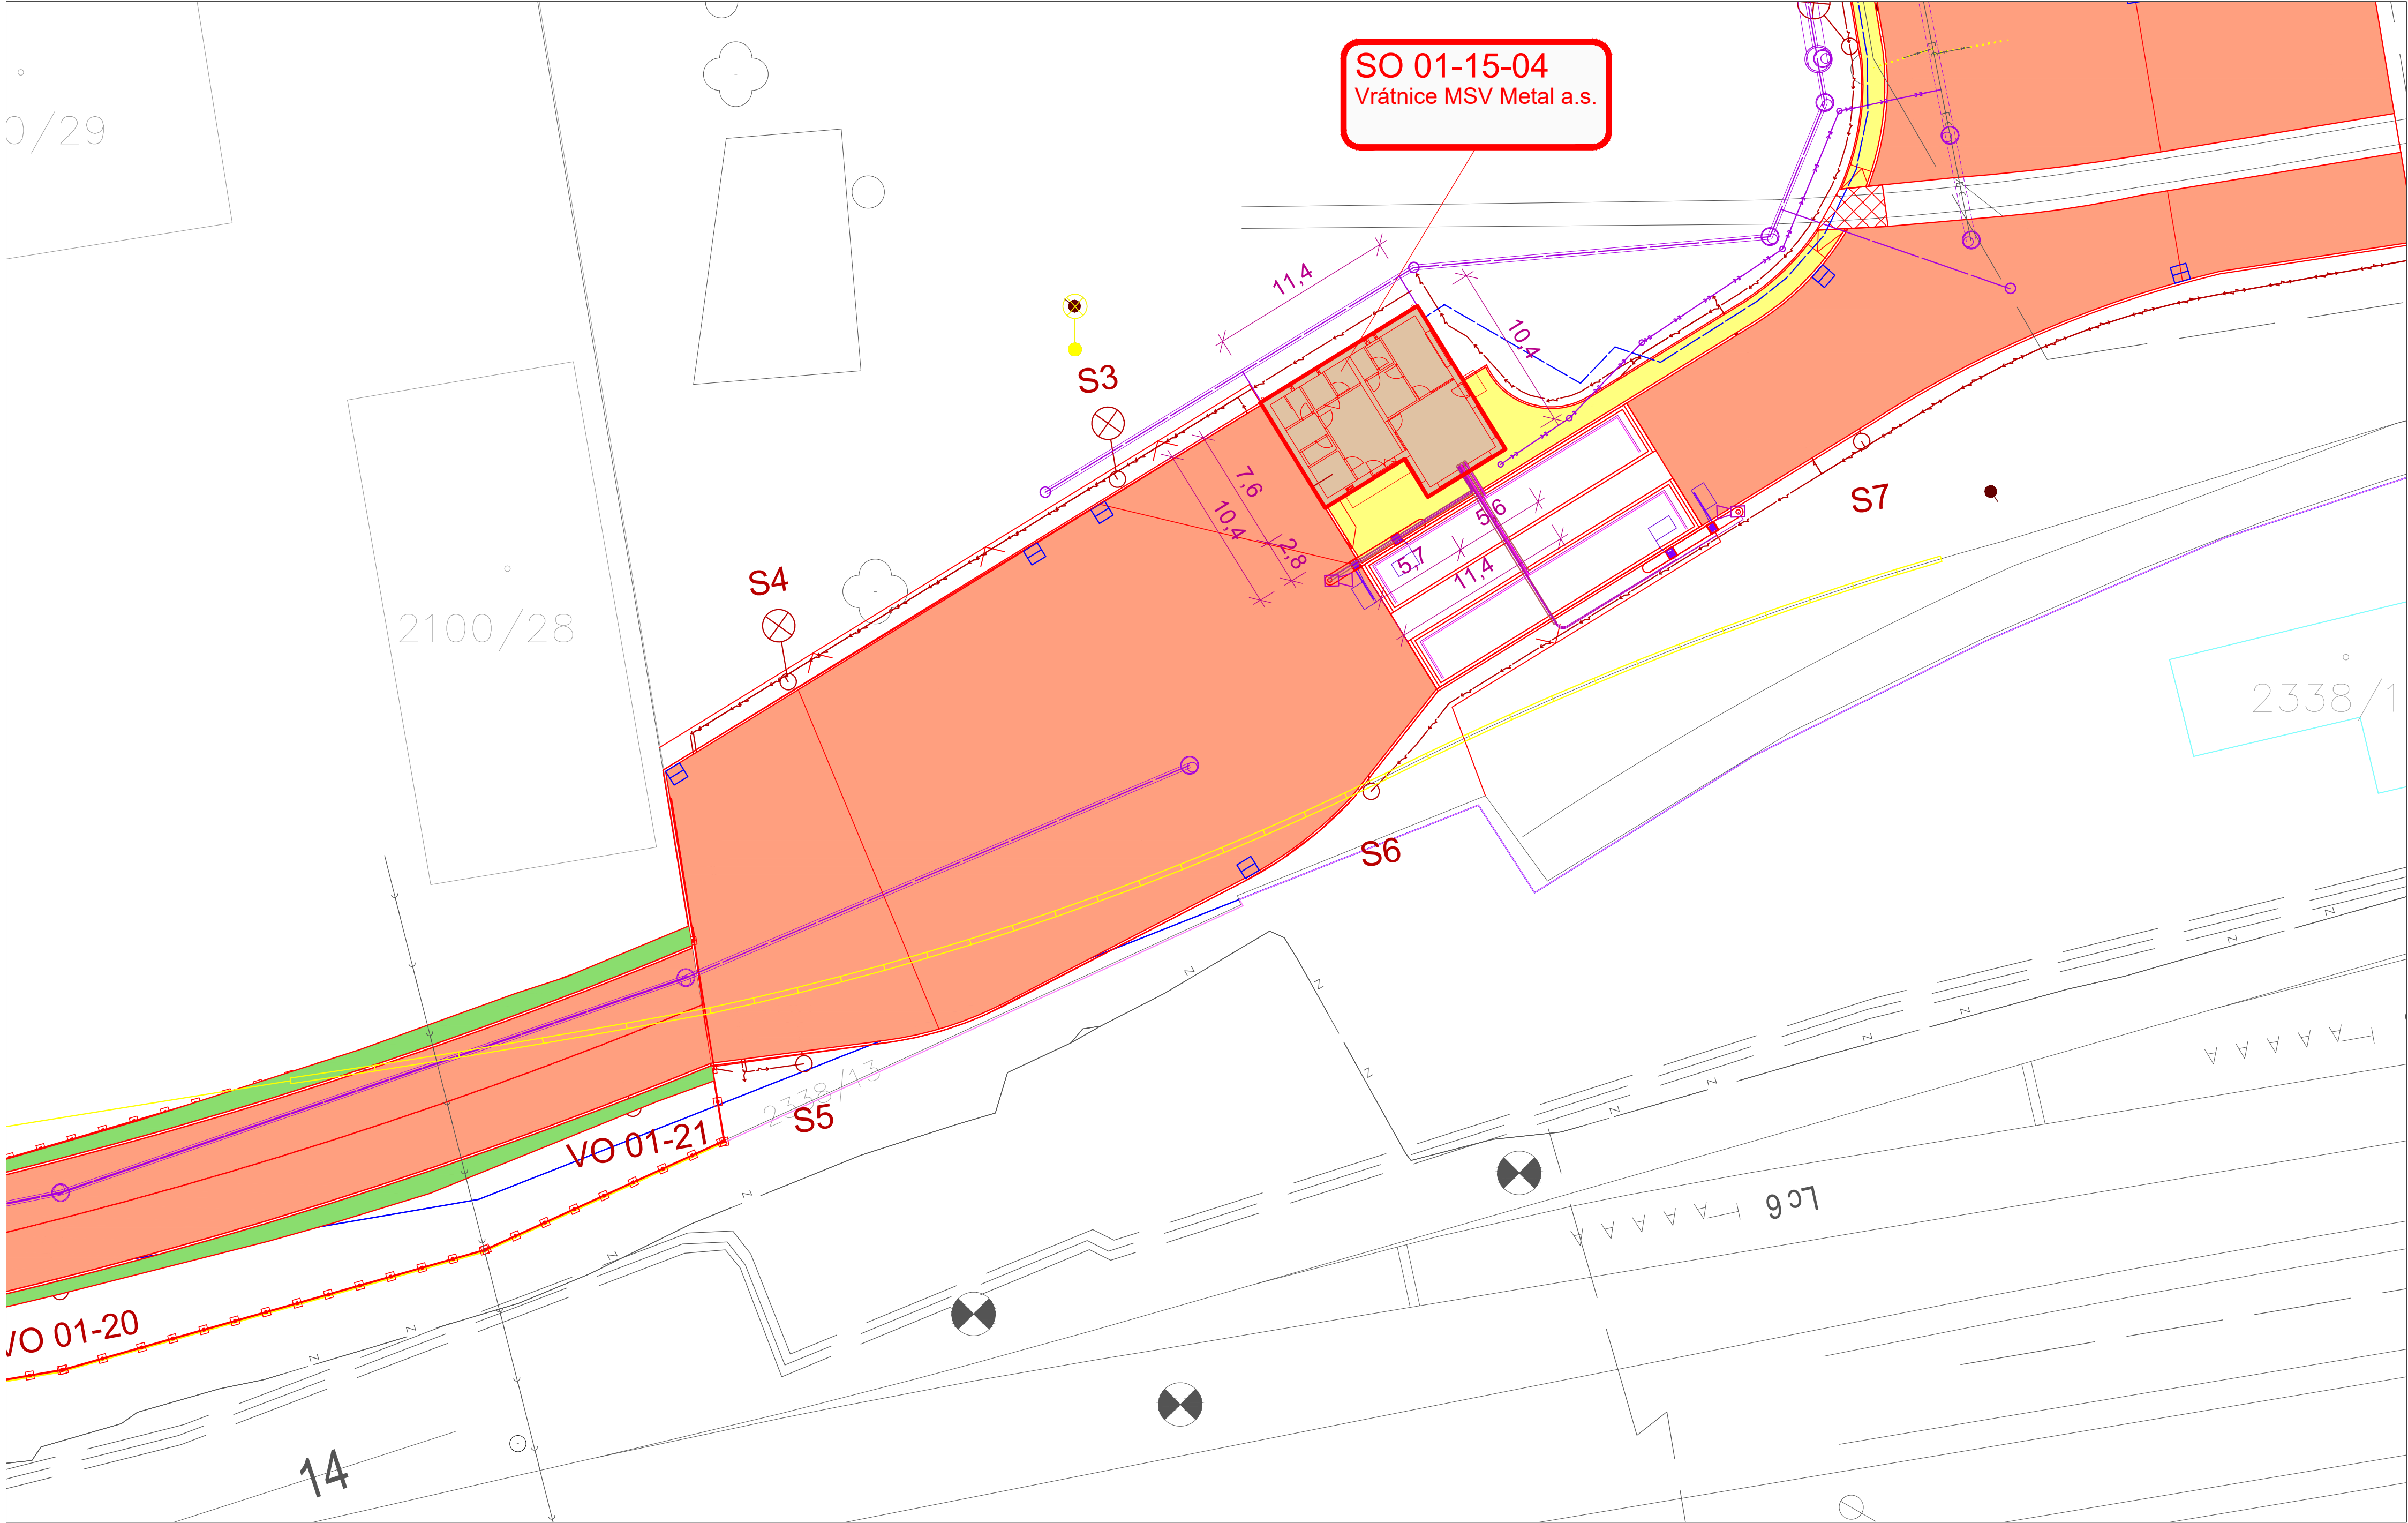 SO 01-15-04
Vrátnice MSV Metal a.s.
0/29
11,4
10,4
S3
7,6
10,4
2,8
5,6
5,7
11,4
S7
S4
2100/28
2338/1
S6
2338/13
S5
VO 01-21
Lc 6
VO 01-20
14